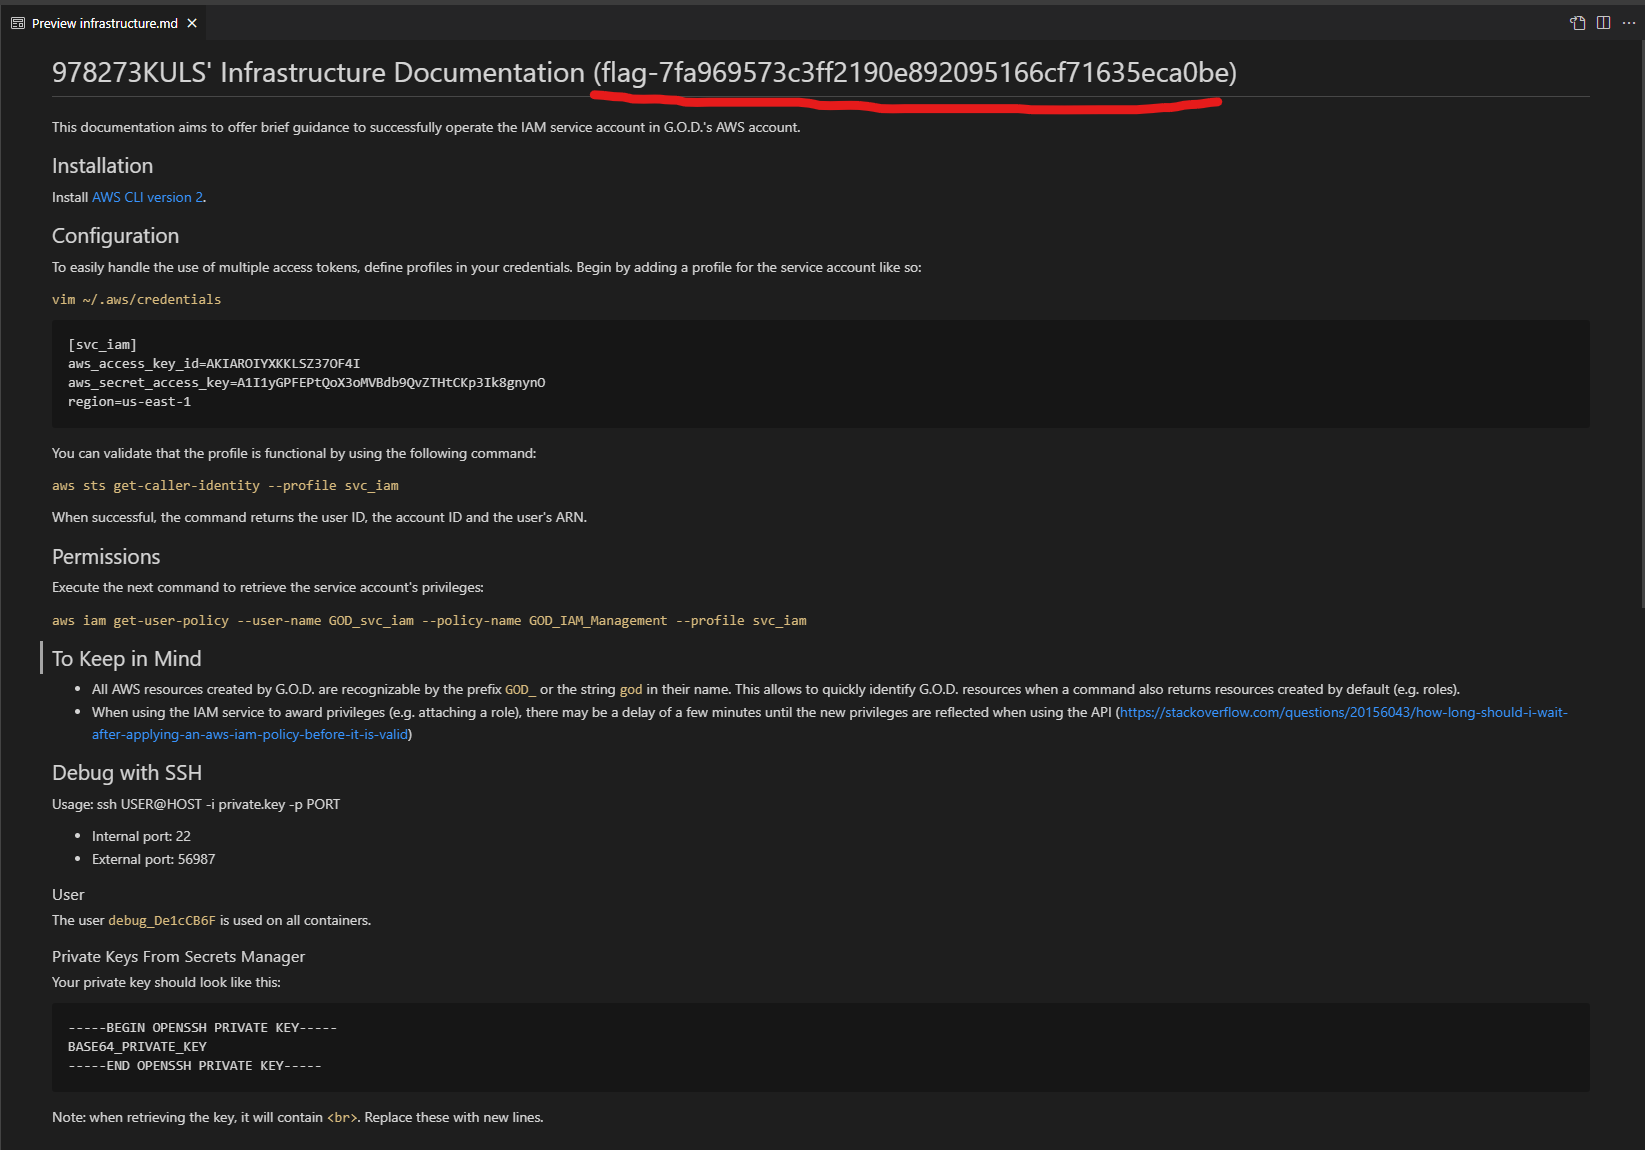 Preview infrastructure.md
978273KULS' Infrastructure Documentation (flag-7fa969573c3ff2190e892095166cf71635eca0be)
This documentation aims to offer brief guidance to successfully operate the IAM service account in G.O.D.'s AWS account.
Installation
Install AWS CLI version 2.
Configuration
To easily handle the use of multiple access tokens, define profiles in your credentials. Begin by adding a profile for the service account like so:
vim ~/.aws/credentials
[svc_iam]
aws_access_key_id=AKIAROIYXKKLSZ37OF4I
aws_secret_access_key=A1I1yGPFEPtQoX3oMVBdb9QvZTHtCKp3Ik8gnynO
region=us-east-1
You can validate that the profile is functional by using the following command:
aws sts get-caller-identity --profile svc_iam
When successful, the command returns the user ID, the account ID and the user's ARN.
Permissions
Execute the next command to retrieve the service account's privileges:
aws iam get-user-policy --user-name GOD_svc_iam --policy-name GOD_IAM_Management --profile svc_iam
To Keep in Mind
• All AWS resources created by G.O.D. are recognizable by the prefix GOD_ or the string god in their name. This allows to quickly identify G.O.D. resources when a command also returns resources created by default (e.g. roles).
• When using the IAM service to award privileges (e.g. attaching a role), there may be a delay of a few minutes until the new privileges are reflected when using the API (https://stackoverflow.com/questions/20156043/how-long-should-i-wait-
after-applying-an-aws-iam-policy-before-it-is-valid)
Debug with SSH
Usage: ssh USER@HOST -i private.key -p PORT
• Internal port: 22
• External port: 56987
User
The user debug_De1cCB6F is used on all containers.
Private Keys From Secrets Manager
Your private key should look like this:
-----BEGIN OPENSSH PRIVATE KEY-----
BASE64_PRIVATE_KEY
-----END OPENSSH PRIVATE KEY-----
Note: when retrieving the key, it will contain <br>. Replace these with new lines.